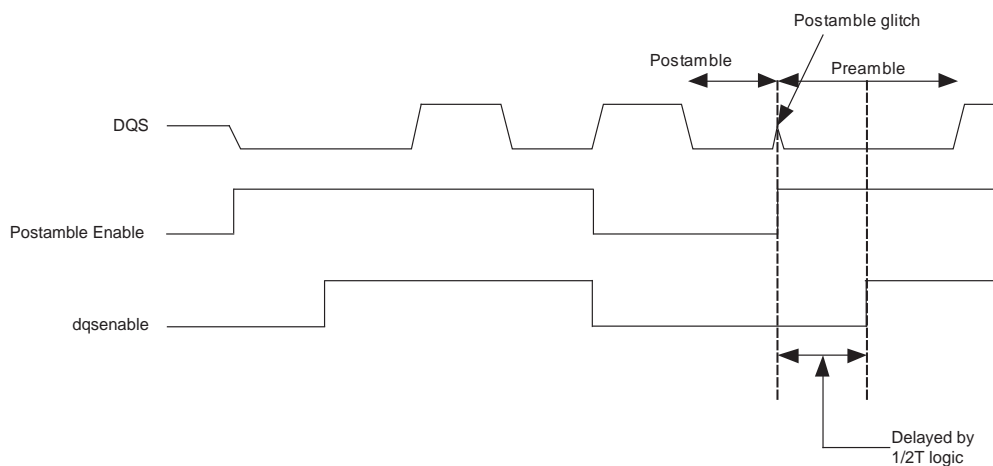 Postamble glitch
Postamble
Preamble
DQS
Postamble Enable
dqsenable
Delayed by
1/2T logic